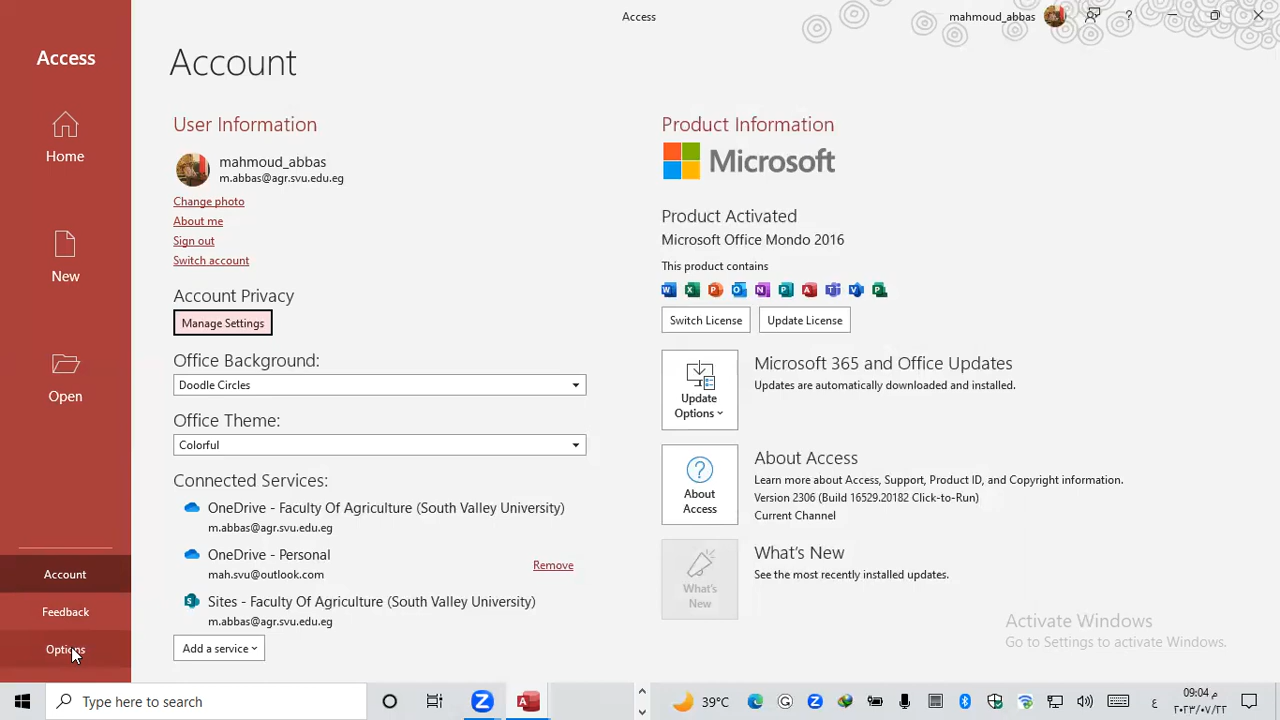 Access
mahmoud_abbas
?
Access
Home
New
Open
Account
Feedback
Options
Account
User Information
mahmoud_abbas
m.abbas@agr.svu.edu.eg
Change photo
About me
Sign out
Switch account
Account Privacy
Manage Settings
Office Background:
Doodle Circles
Office Theme:
Colorful
Connected Services:
OneDrive - Faculty Of Agriculture (South Valley University)
m.abbas@agr.svu.edu.eg
OneDrive - Personal
mah.svu@outlook.com
Remove
Sites - Faculty Of Agriculture (South Valley University)
m.abbas@agr.svu.edu.eg
Add a service
Product Information
Microsoft
Product Activated
Microsoft Office Mondo 2016
This product contains
Switch License
Update License
Update Options
Microsoft 365 and Office Updates
Updates are automatically downloaded and installed.
About Access
About Access
Learn more about Access, Support, Product ID, and Copyright information.
Version 2306 (Build 16529.20182 Click-to-Run)
Current Channel
What's New
What's New
See the most recently installed updates.
Activate Windows
Go to Settings to activate Windows.
Type here to search
39°C
ع
09:04 م
٢٠٢٣/٠٧/٢٢